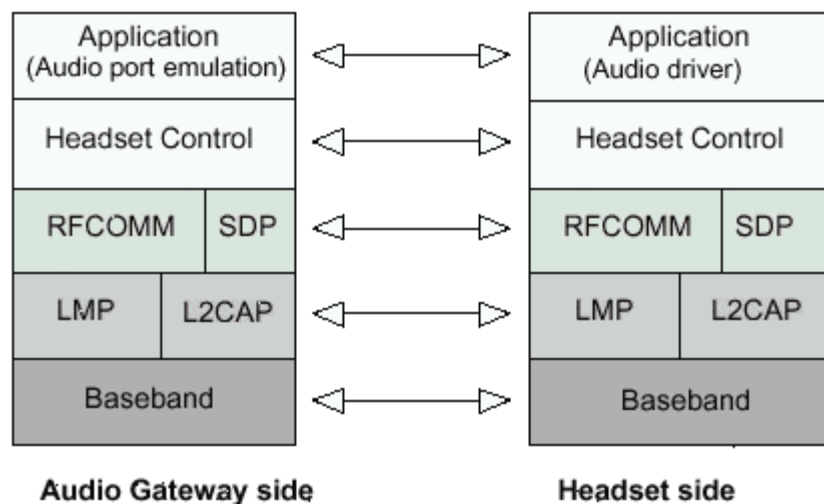 Application
(Audio port emulation)
Headset Control
RFCOMM SDP
LMP L2CAP
Baseband
Audio Gateway side
Application
(Audio driver)
Headset Control
RFCOMM SDP
LMP L2CAP
Baseband
Headset side